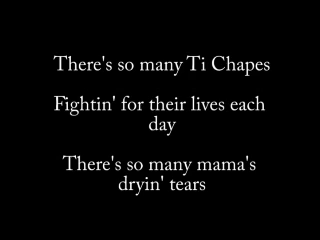 There's so many Ti Chapes
Fightin' for their lives each
day
There's so many mama's
dryin' tears